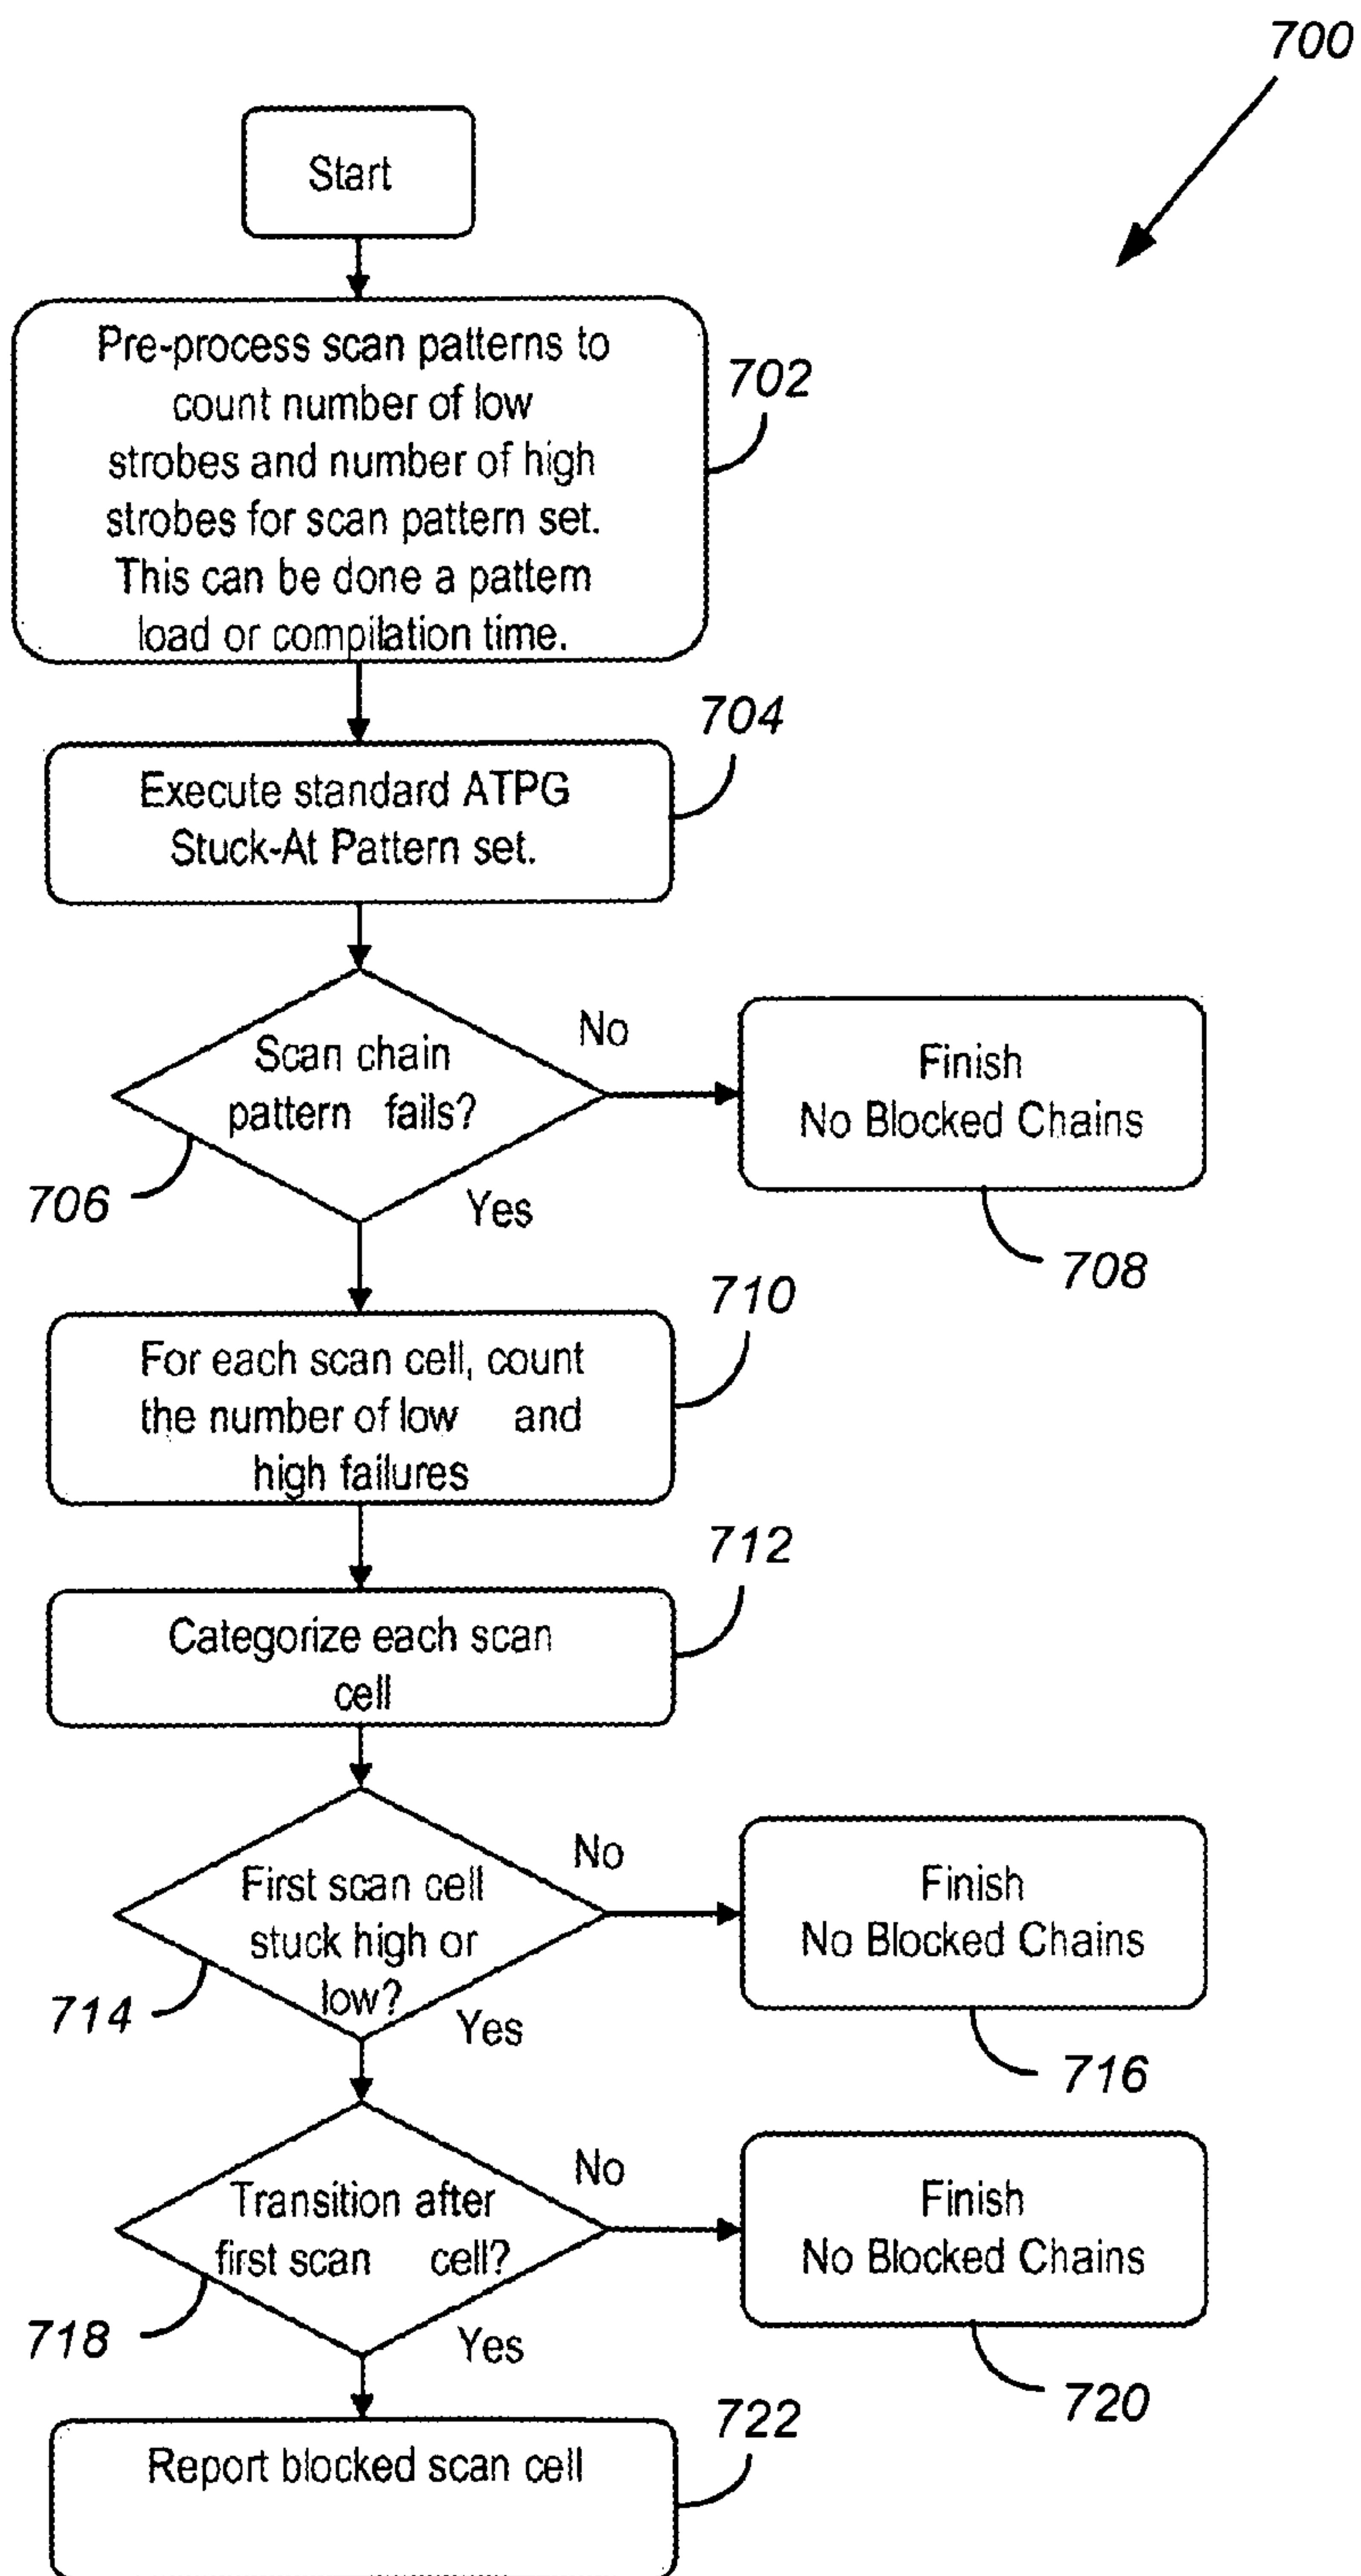 700
Start
Pre-process scan patterns to
count number of low
strobes and number of high
strobes for scan pattern set.
This can be done a pattern
load or compilation time.
702
704
Execute standard ATPG
Stuck-At Pattern set.
Scan chain
pattern fails?
No
Finish
No Blocked Chains
706
Yes
708
710
For each scan cell, count
the number of low and
high failures
712
Categorize each scan
cell
First scan cell
stuck high or
low?
No
Finish
No Blocked Chains
714
Yes
716
Transition after
first scan cell?
No
Finish
No Blocked Chains
718
Yes
720
722
Report blocked scan cell